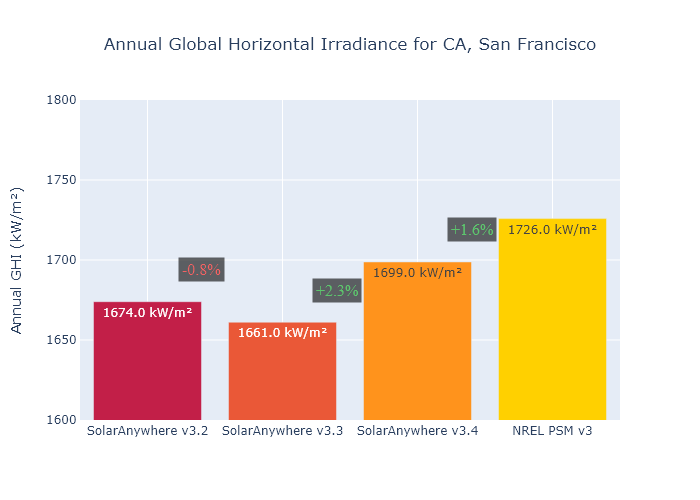 Annual Global Horizontal Irradiance for CA, San Francisco
Annual GHI (kW/m²)
1800
1750
1700
1650
1600
-0.8%
+2.3%
+1.6%
1674.0 kW/m²
1661.0 kW/m²
1699.0 kW/m²
1726.0 kW/m²
SolarAnywhere v3.2
SolarAnywhere v3.3
SolarAnywhere v3.4
NREL PSM v3